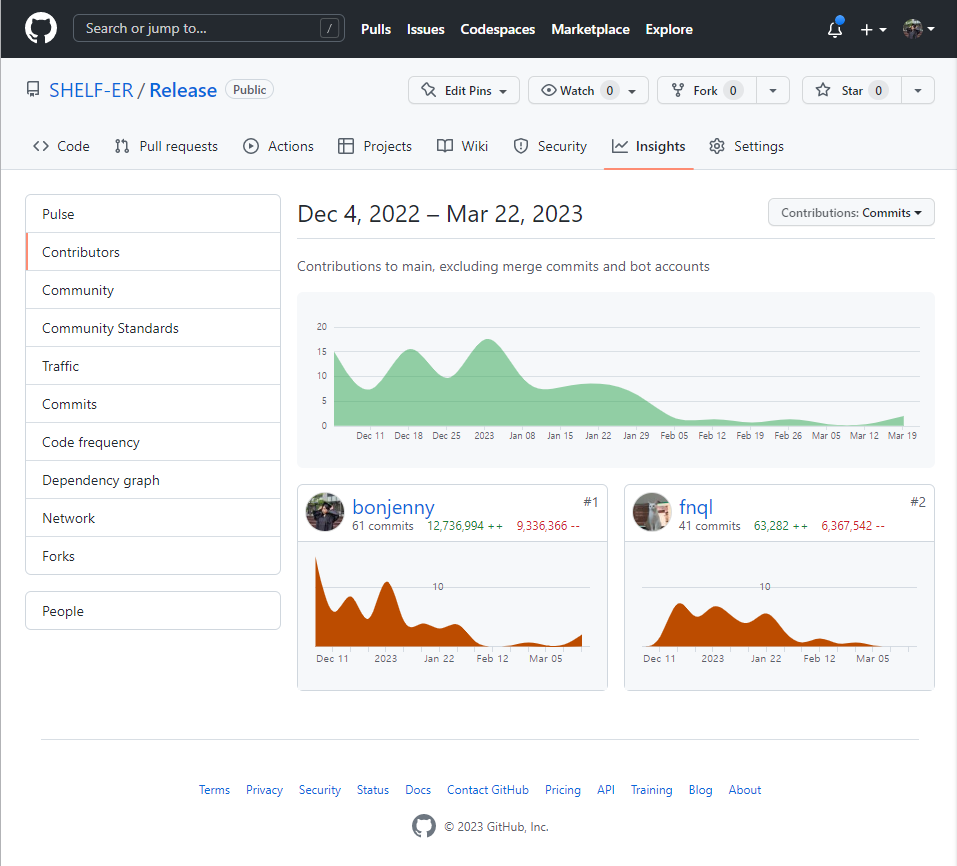 Search or jump to... /
Pulls Issues Codespaces Marketplace Explore
SHELF-ER / Release Public
Edit Pins Watch 0 Fork 0 Star 0
Code Pull requests Actions Projects Wiki Security Insights Settings
Pulse
Contributors
Community
Community Standards
Traffic
Commits
Code frequency
Dependency graph
Network
Forks
People
Dec 4, 2022 – Mar 22, 2023
Contributions: Commits
Contributions to main, excluding merge commits and bot accounts
20
15
10
5
0
Dec 11 Dec 18 Dec 25 2023 Jan 08 Jan 15 Jan 22 Jan 29 Feb 05 Feb 12 Feb 19 Feb 26 Mar 05 Mar 12 Mar 19
bonjenny #1
61 commits 12,736,994 ++ 9,336,366 --
10
Dec 11 2023 Jan 22 Feb 12 Mar 05
fnql #2
41 commits 63,282 ++ 6,367,542 --
10
Dec 11 2023 Jan 22 Feb 12 Mar 05
Terms Privacy Security Status Docs Contact GitHub Pricing API Training Blog About
© 2023 GitHub, Inc.